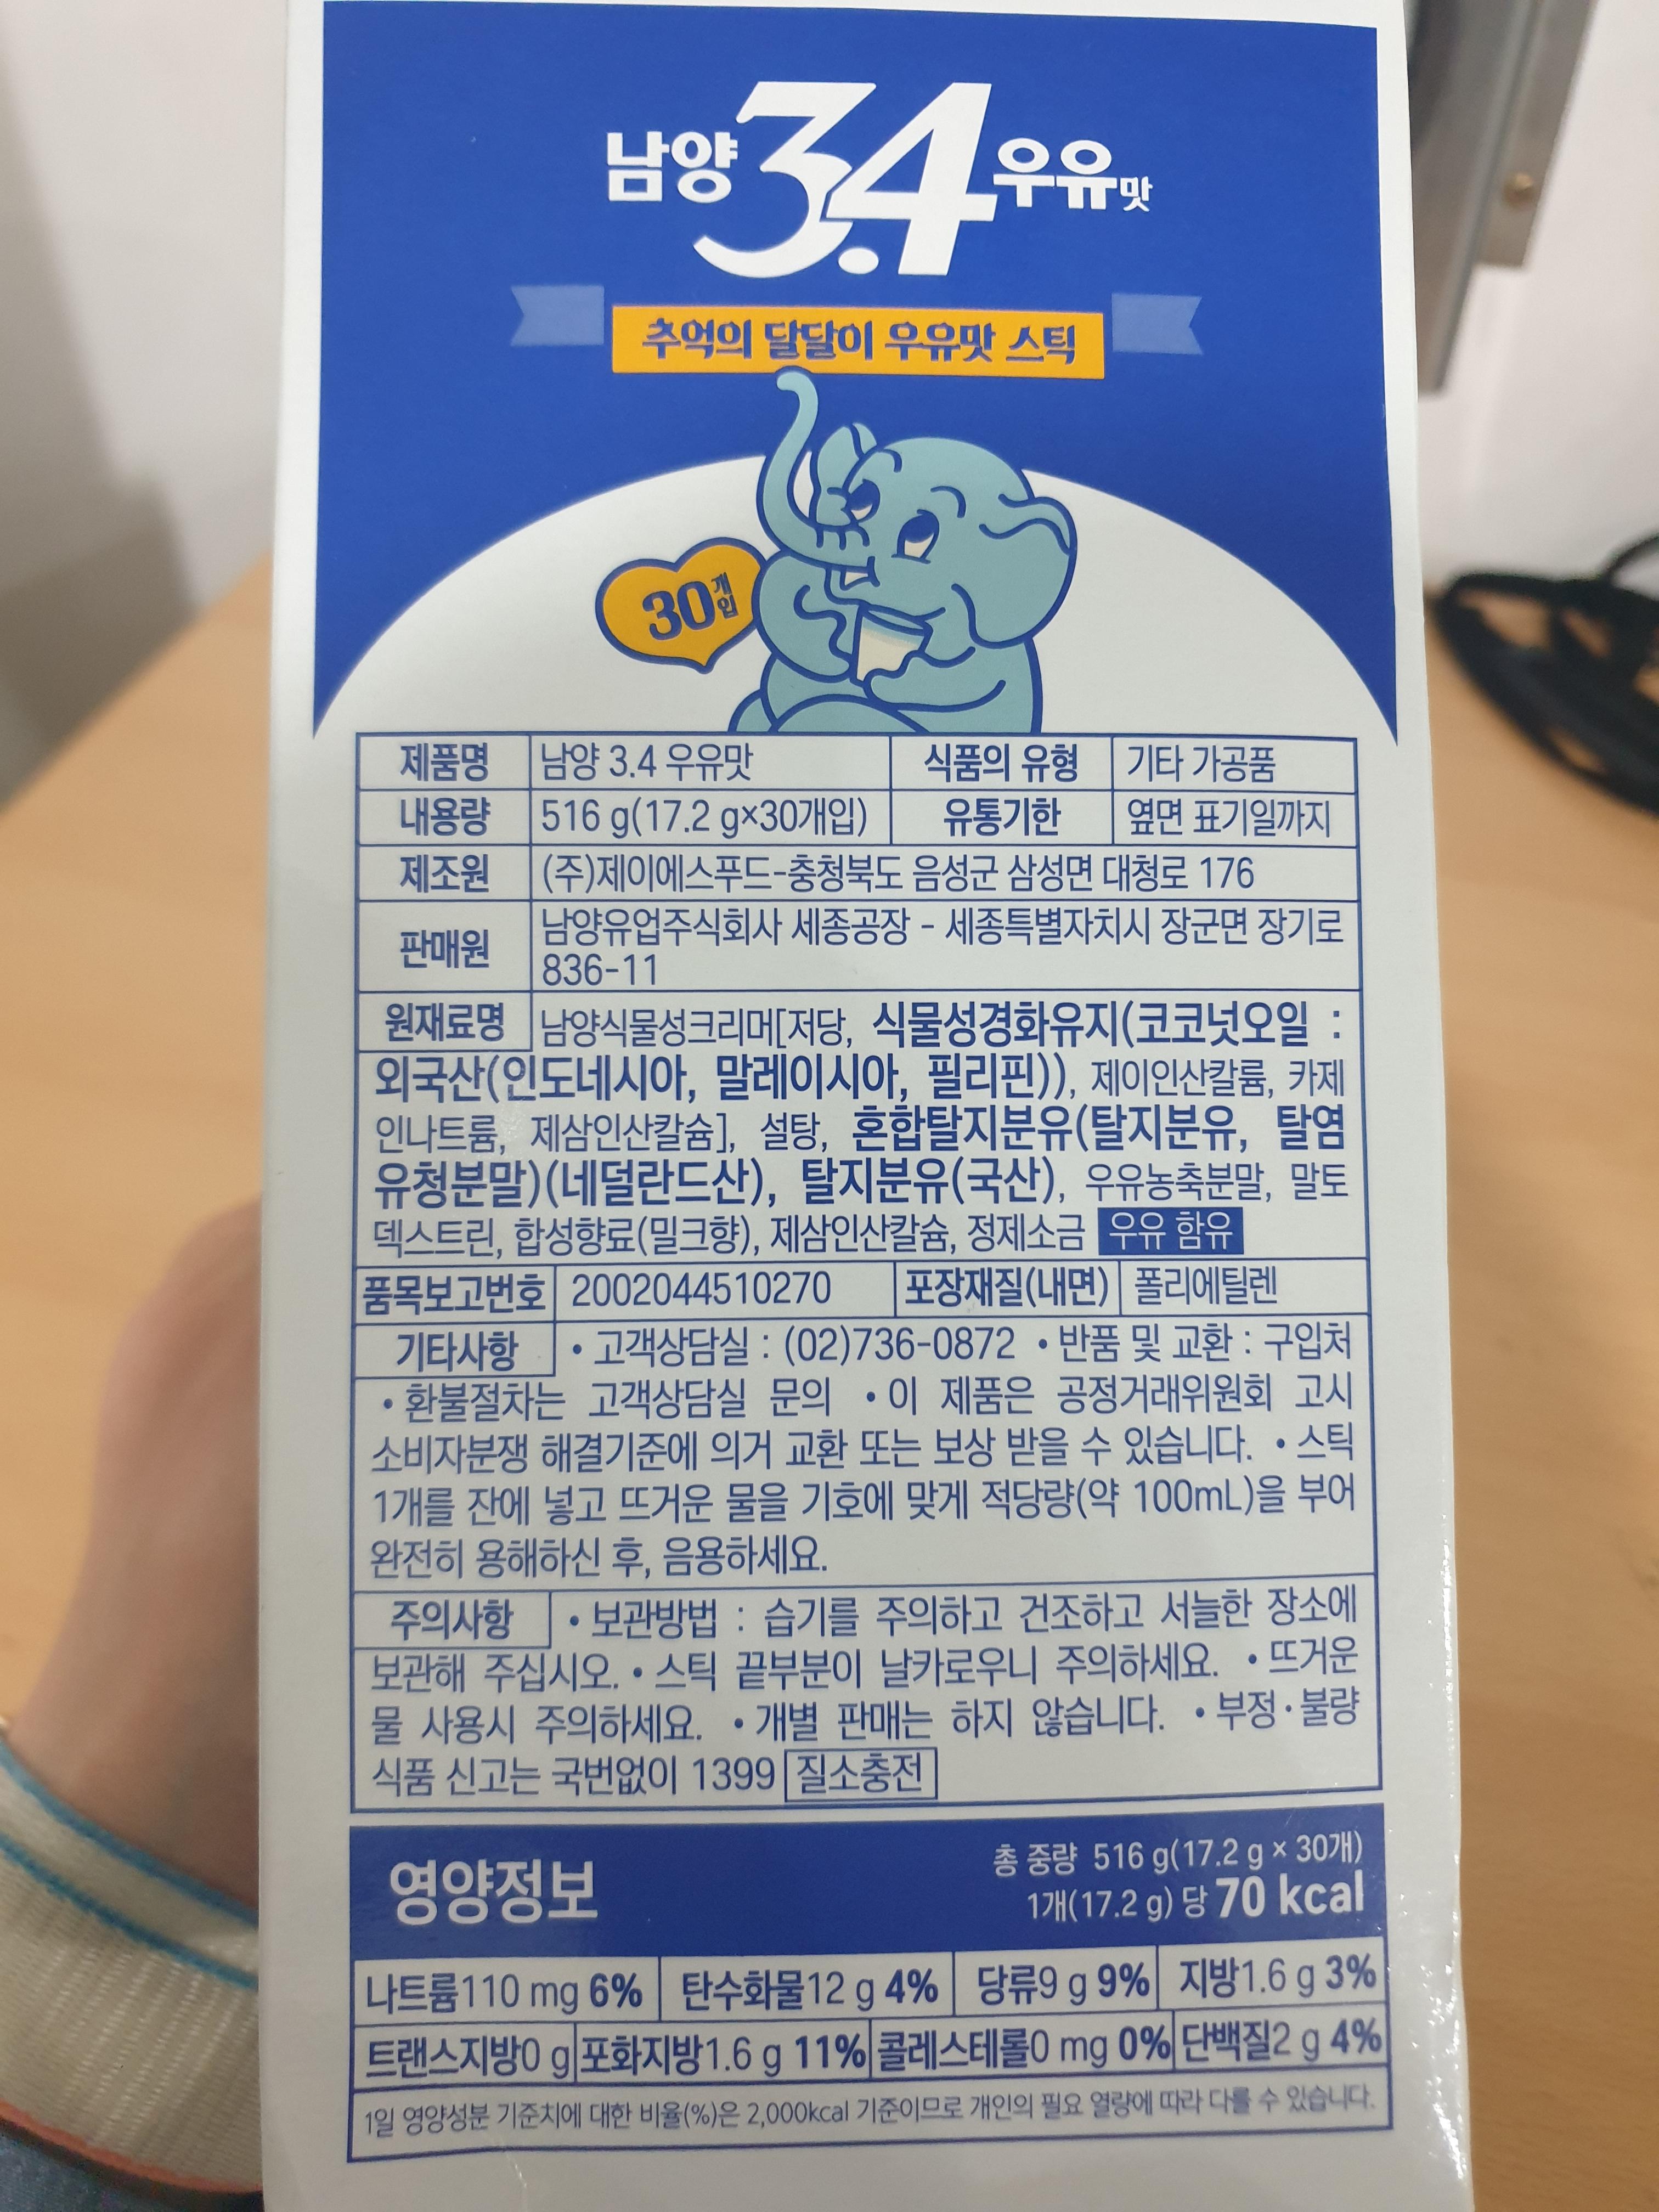 남양 3.4 우유맛
추억의 달달이 우유맛 스틱
30개입
제품명 남양 3.4 우유맛 식품의 유형 기타 가공품
내용량 516 g(17.2 g×30개입) 유통기한 옆면 표기일까지
제조원 (주)제이에스푸드-충청북도 음성군 삼성면 대청로 176
판매원 남양유업주식회사 세종공장 - 세종특별자치시 장군면 장기로
836-11
원재료명 남양식물성크리머[저당, 식물성경화유지(코코넛오일 :
외국산(인도네시아, 말레이시아, 필리핀)), 제이인산칼륨, 카제
인나트륨, 제삼인산칼슘], 설탕, 혼합탈지분유(탈지분유, 탈염
유청분말)(네덜란드산), 탈지분유(국산), 우유농축분말, 말토
덱스트린, 합성향료(밀크향), 제삼인산칼슘, 정제소금 우유 함유
품목보고번호 2002044510270 포장재질(내면) 폴리에틸렌
기타사항 • 고객상담실 : (02)736-0872 • 반품 및 교환 : 구입처
• 환불절차는 고객상담실 문의 • 이 제품은 공정거래위원회 고시
소비자분쟁 해결기준에 의거 교환 또는 보상 받을 수 있습니다. • 스틱
1개를 잔에 넣고 뜨거운 물을 기호에 맞게 적당량(약 100mL)을 부어
완전히 용해하신 후, 음용하세요.
주의사항 • 보관방법 : 습기를 주의하고 건조하고 서늘한 장소에
보관해 주십시오. • 스틱 끝부분이 날카로우니 주의하세요. • 뜨거운
물 사용시 주의하세요. • 개별 판매는 하지 않습니다. • 부정·불량
식품 신고는 국번없이 1399 질소충전
영양정보
총 중량 516 g(17.2 g × 30개)
1개(17.2 g) 당 70 kcal
나트륨110 mg 6% 탄수화물12 g 4% 당류9 g 9% 지방1.6 g 3%
트랜스지방0 g 포화지방1.6 g 11% 콜레스테롤0 mg 0% 단백질2 g 4%
1일 영양성분 기준치에 대한 비율(%)은 2,000kcal 기준이므로 개인의 필요 열량에 따라 다를 수 있습니다.